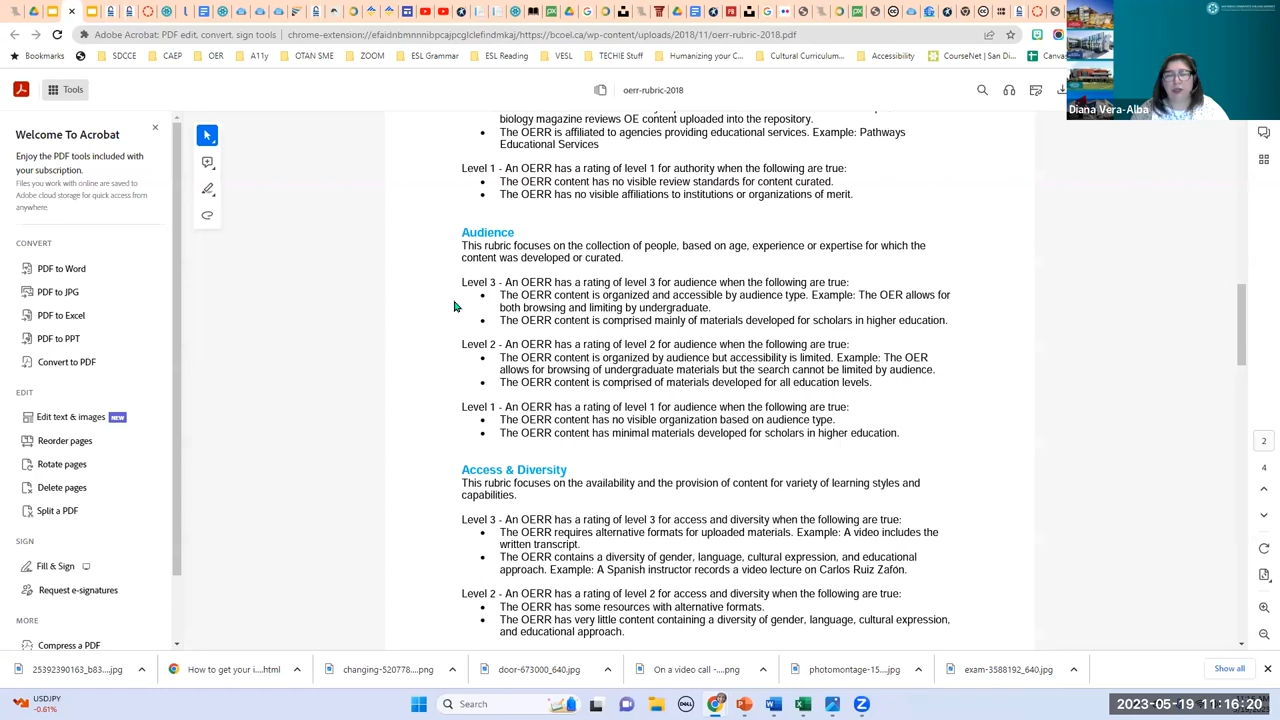 Adobe Acrobat: PDF edit, convert, sign tools
Bookmarks
SDCCE
CAEP
OER
A11y
OTAN SITE
ESL Grammar
ESL Reading
VESL
TECHIE STUFF
Humanizing your C...
Cultural Curriculum...
Accessibility
CourseNet | San Di...
Tools
oerr-rubric-2018
Diana Vera-Alba
Welcome To Acrobat
Enjoy the PDF tools included with
your subscription.
Files you work with online are saved to
Adobe cloud storage for quick access from
anywhere.
CONVERT
PDF to Word
PDF to JPG
PDF to Excel
PDF to PPT
Convert to PDF
EDIT
Edit text & images NEW
Reorder pages
Rotate pages
Delete pages
Split a PDF
SIGN
Fill & Sign
Request e-signatures
MORE
Compress a PDF
magazine reviews OE content uploaded into the repository.
• The OERR is affiliated to agencies providing educational services. Example: Pathways
Educational Services
Level 1 - An OERR has a rating of level 1 for authority when the following are true:
• The OERR content has no visible review standards for content curated.
• The OERR has no visible affiliations to institutions or organizations of merit.
Audience
This rubric focuses on the collection of people, based on age, experience or expertise for which the
content was developed or curated.
Level 3 - An OERR has a rating of level 3 for audience when the following are true:
• The OERR content is organized and accessible by audience type. Example: The OER allows for
both browsing and limiting by undergraduate.
• The OERR content is comprised mainly of materials developed for scholars in higher education.
Level 2 - An OERR has a rating of level 2 for audience when the following are true:
• The OERR content is organized by audience but accessibility is limited. Example: The OER
allows for browsing of undergraduate materials but the search cannot be limited by audience.
• The OERR content is comprised of materials developed for all education levels.
Level 1 - An OERR has a rating of level 1 for audience when the following are true:
• The OERR content has no visible organization based on audience type.
• The OERR content has minimal materials developed for scholars in higher education.
Access & Diversity
This rubric focuses on the availability and the provision of content for variety of learning styles and
capabilities.
Level 3 - An OERR has a rating of level 3 for access and diversity when the following are true:
• The OERR requires alternative formats for uploaded materials. Example: A video includes the
written transcript.
• The OERR contains a diversity of gender, language, cultural expression, and educational
approach. Example: A Spanish instructor records a video lecture on Carlos Ruiz Zafón.
Level 2 - An OERR has a rating of level 2 for access and diversity when the following are true:
• The OERR has some resources with alternative formats.
• The OERR has very little content containing a diversity of gender, language, cultural expression,
and educational approach.
2
4
25392390163_b83....jpg
How to get your i....html
changing-520778....png
door-673000_640.jpg
On a video call -....png
photomontage-15....jpg
exam-3588192_640.jpg
Show all
USDJPY
-0.61%
Search
2023-05-19 11:16:20